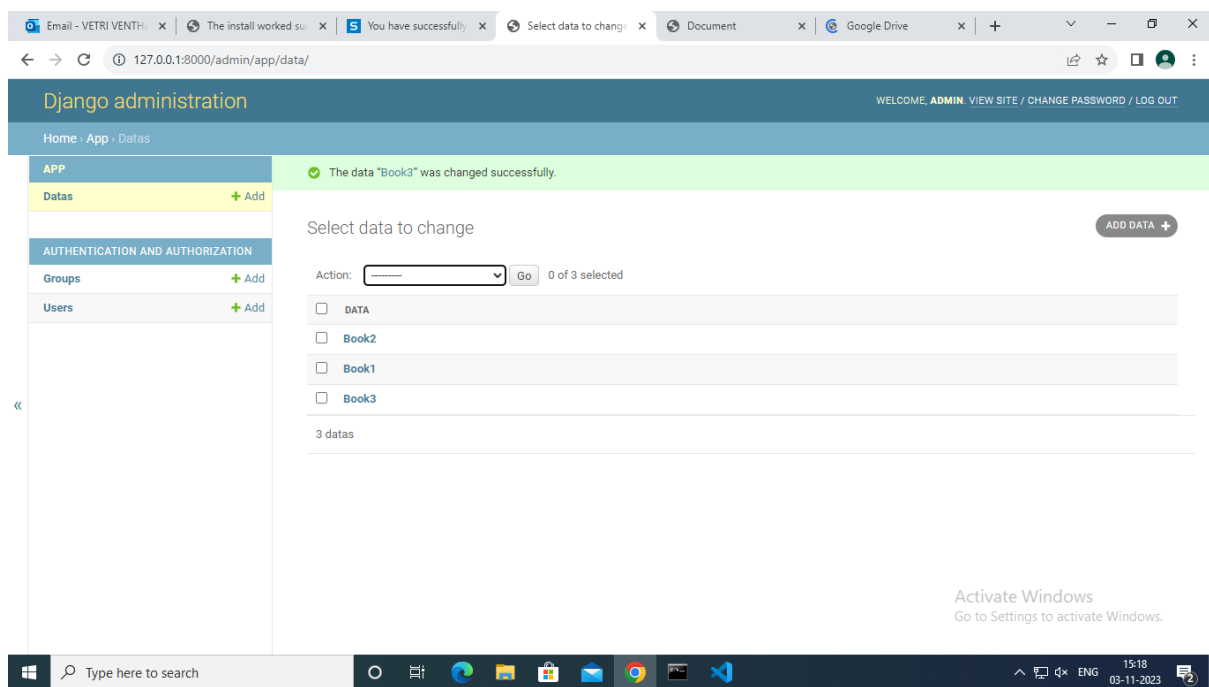 Email - VETRI VENTHA
The install worked su
S You have successfully
Select data to change
Document
Google Drive
127.0.0.1:8000/admin/app/data/
Django administration
WELCOME, ADMIN. VIEW SITE / CHANGE PASSWORD / LOG OUT
Home › App › Datas
APP
Datas + Add
AUTHENTICATION AND AUTHORIZATION
Groups + Add
Users + Add
«
The data “Book3” was changed successfully.
Select data to change
ADD DATA +
Action: --------- Go 0 of 3 selected
DATA
Book2
Book1
Book3
3 datas
Activate Windows
Go to Settings to activate Windows.
Type here to search
ENG
15:18
03-11-2023
2